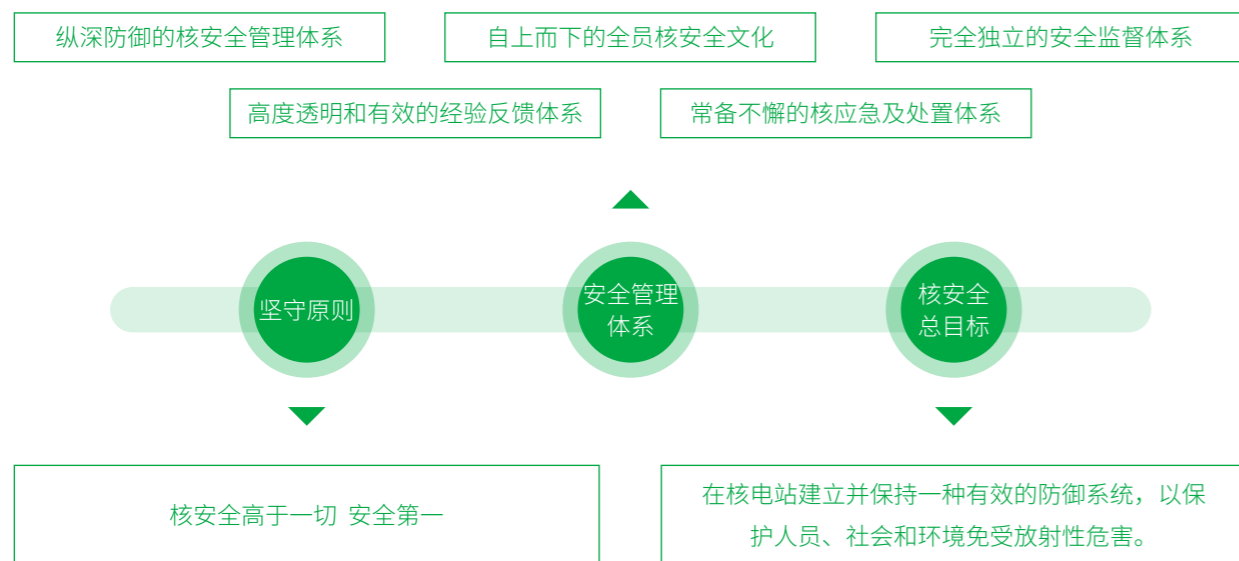 纵深防御的核安全管理体系
自上而下的全员核安全文化
完全独立的安全监督体系
高度透明和有效的经验反馈体系
常备不懈的核应急及处置体系
坚守原则
安全管理
体系
核安全
总目标
核安全高于一切 安全第一
在核电站建立并保持一种有效的防御系统，以保
护人员、社会和环境免受放射性危害。